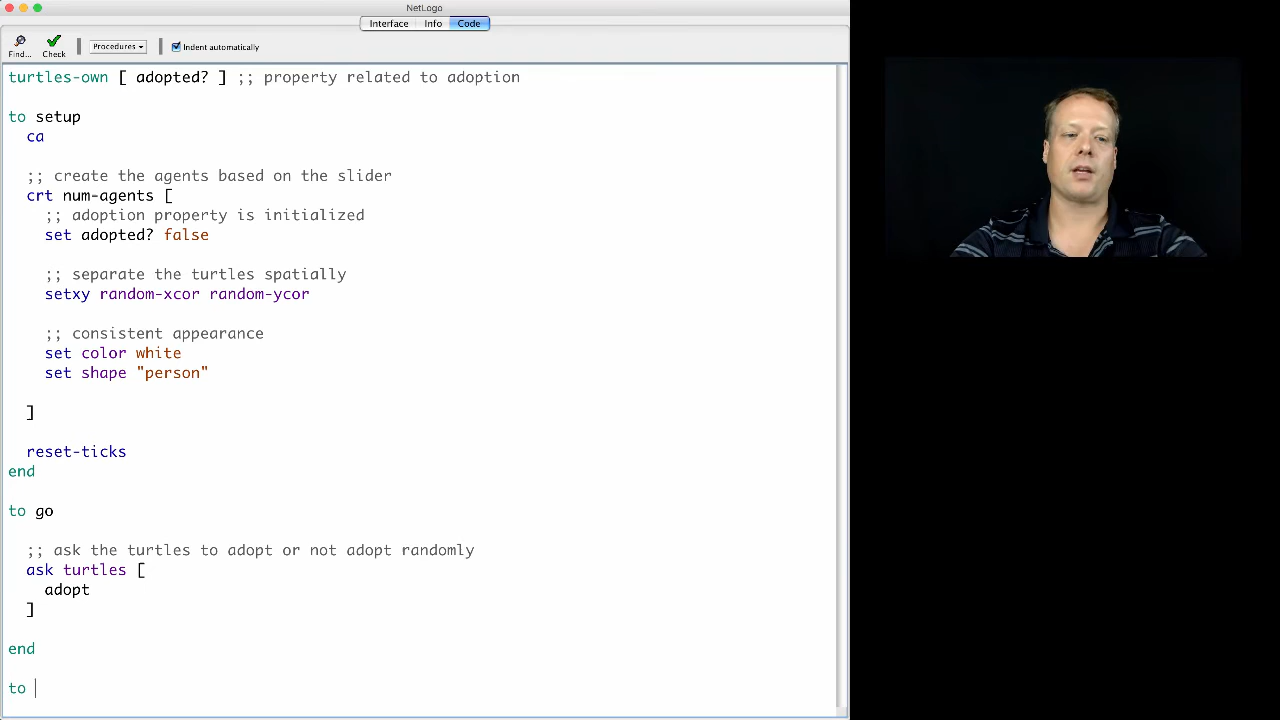 NetLogo
Interface Info Code
Find... Check Procedures Indent automatically
turtles-own [ adopted? ] ;; property related to adoption
to setup
ca
;; create the agents based on the slider
crt num-agents [
;; adoption property is initialized
set adopted? false
;; separate the turtles spatially
setxy random-xcor random-ycor
;; consistent appearance
set color white
set shape "person"
]
reset-ticks
end
to go
;; ask the turtles to adopt or not adopt randomly
ask turtles [
adopt
]
end
to